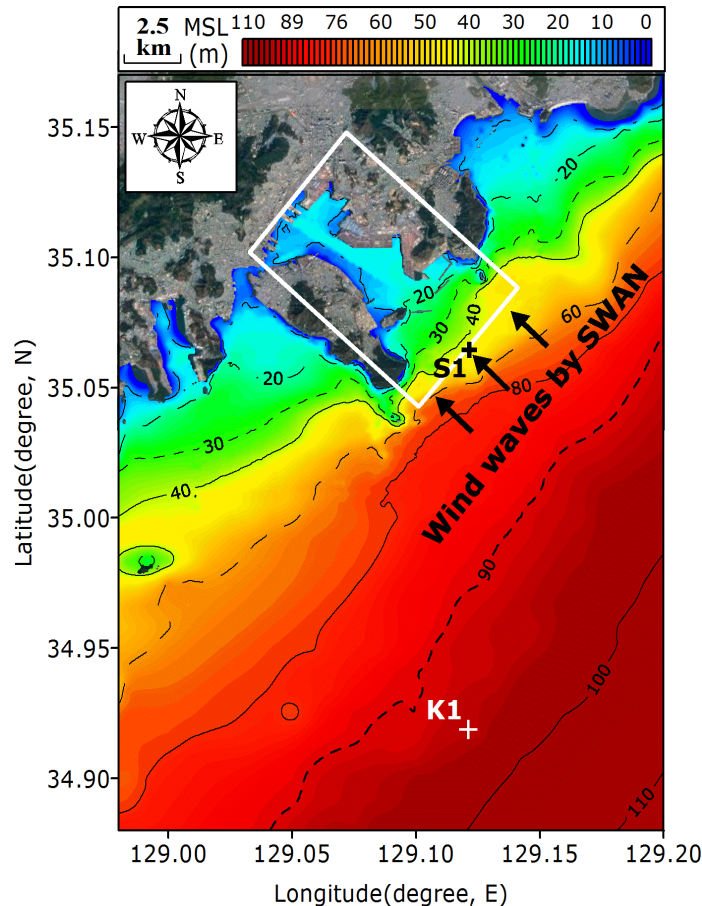 2.5 km
MSL (m)
110 89 76 60 50 40 30 20 10 0
N
W E
S
35.15
35.10
35.05
35.00
34.95
34.90
Latitude(degree, N)
20
20
30
40
60
S1
80
20
30
40.
90
Wind waves by SWAN
K1
100
110
129.00 129.05 129.10 129.15 129.20
Longitude(degree, E)